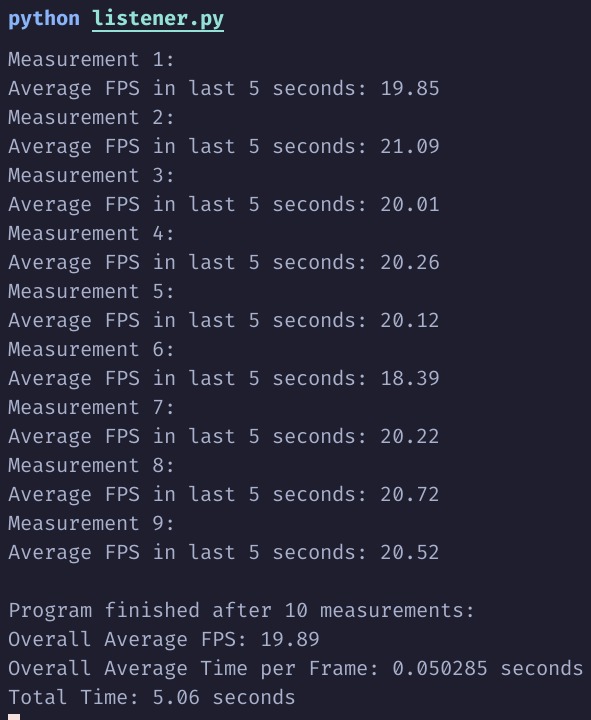 python listener.py
Measurement 1:
Average FPS in last 5 seconds: 19.85
Measurement 2:
Average FPS in last 5 seconds: 21.09
Measurement 3:
Average FPS in last 5 seconds: 20.01
Measurement 4:
Average FPS in last 5 seconds: 20.26
Measurement 5:
Average FPS in last 5 seconds: 20.12
Measurement 6:
Average FPS in last 5 seconds: 18.39
Measurement 7:
Average FPS in last 5 seconds: 20.22
Measurement 8:
Average FPS in last 5 seconds: 20.72
Measurement 9:
Average FPS in last 5 seconds: 20.52
Program finished after 10 measurements:
Overall Average FPS: 19.89
Overall Average Time per Frame: 0.050285 seconds
Total Time: 5.06 seconds